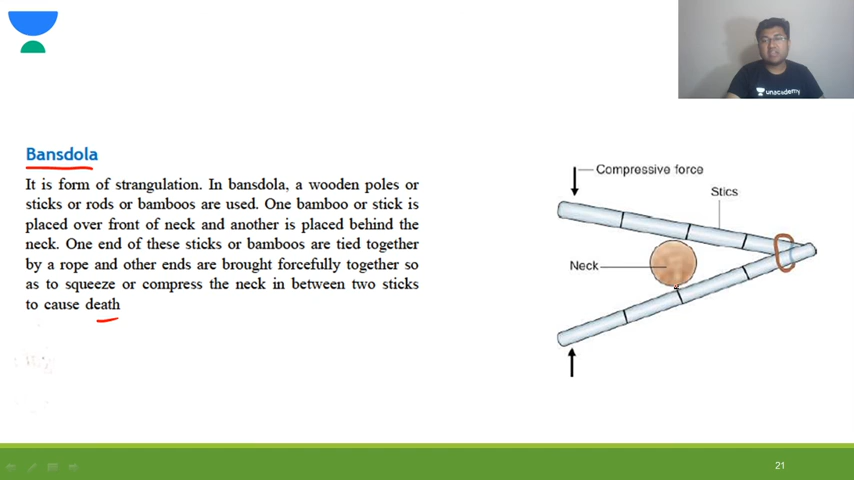 unacademy
Bansdola
It is form of strangulation. In bansdola, a wooden poles or
sticks or rods or bamboos are used. One bamboo or stick is
placed over front of neck and another is placed behind the
neck. One end of these sticks or bamboos are tied together
by a rope and other ends are brought forcefully together so
as to squeeze or compress the neck in between two sticks
to cause death
Compressive force
Stics
Neck
21